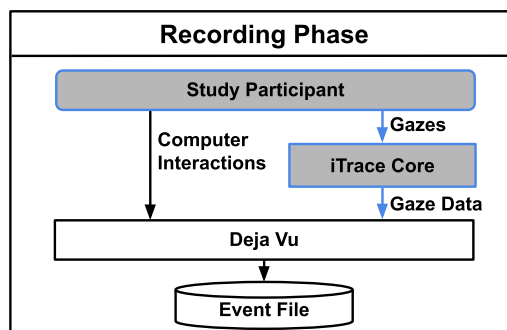 Recording Phase
Study Participant
Gazes
Computer
Interactions
iTrace Core
Gaze Data
Deja Vu
Event File